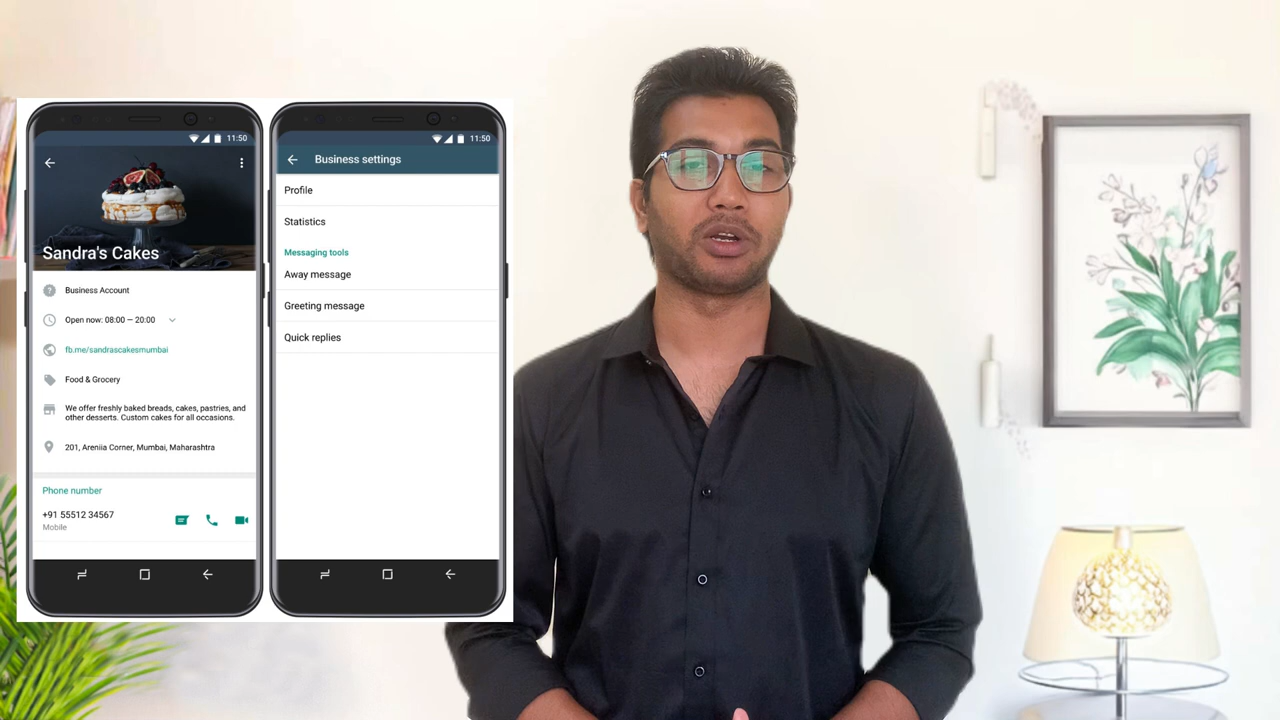 11:50
Sandra's Cakes
Business Account
Open now: 08:00 — 20:00
fb.me/sandrascakesmumbai
Food & Grocery
We offer freshly baked breads, cakes, pastries, and
other desserts. Custom cakes for all occasions.
201, Areniia Corner, Mumbai, Maharashtra
Phone number
+91 55512 34567
Mobile
11:50
Business settings
Profile
Statistics
Messaging tools
Away message
Greeting message
Quick replies